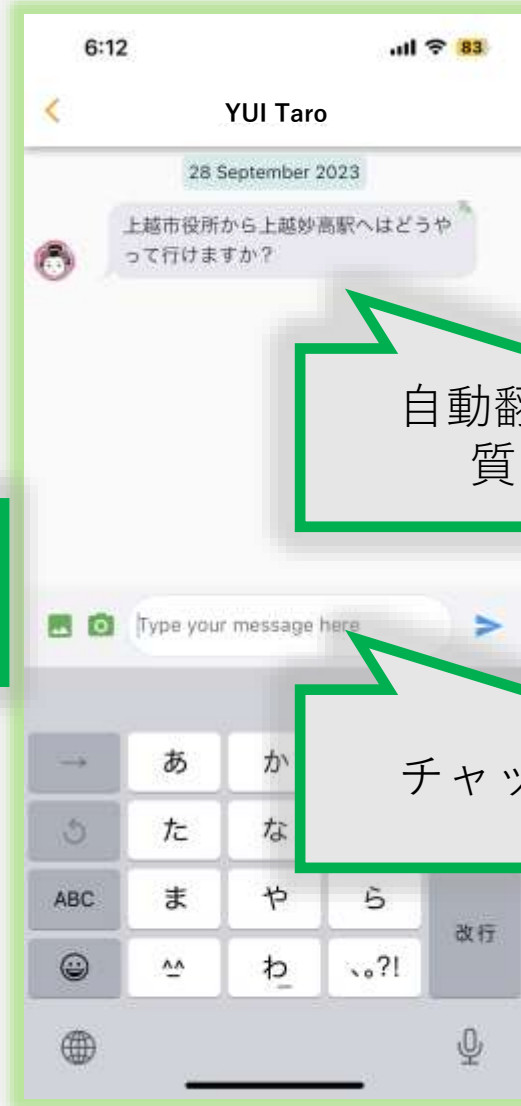 6:12
83
YUI Taro
28 September 2023
上越市役所から上越妙高駅へはどうや
って行けますか？
自動翻
質
Type your message here
チャッ
→
あ
か
た
な
ABC
ま
や
ら
改行
^^
わ
、。?!